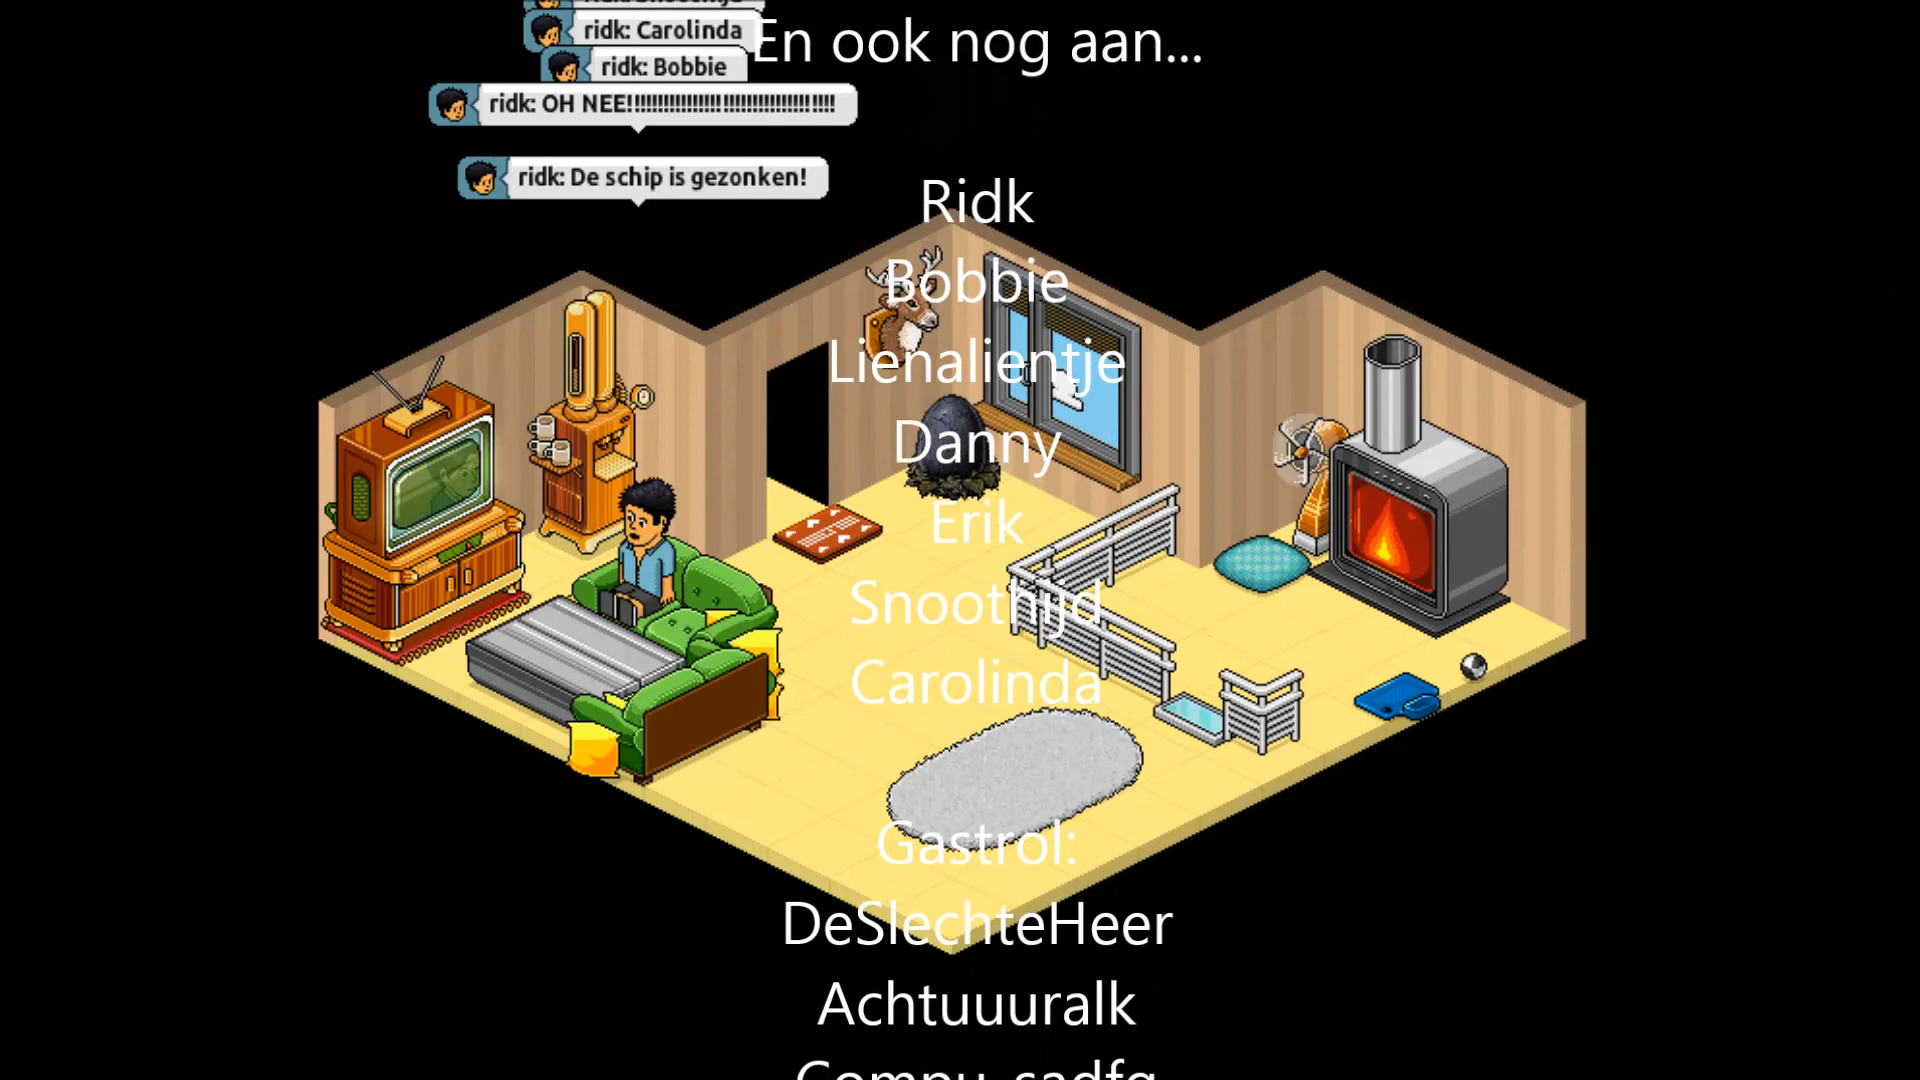 ridk: Carolinda
ridk: Bobbie
ridk: OH NEE!!!!!!!!!!!!!!!!!!!!!!!!!!!!!!!!!!!
ridk: De schip is gezonken!
En ook nog aan...
Ridk
Bobbie
Lienalientje
Danny
Erik
Snoothijd
Carolinda
Gastrol:
DeSlechteHeer
Achtuuuralk